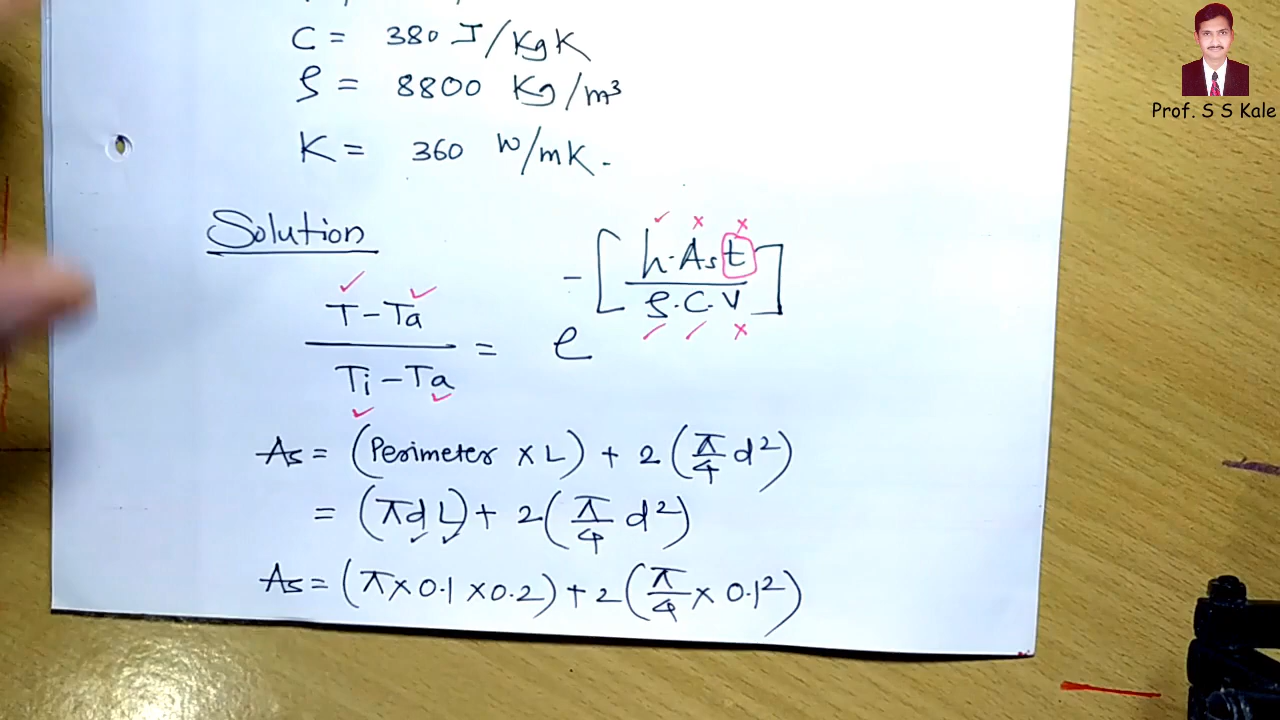 C = 380 J/KgK
Prof. S S Kale
ρ = 8800 Kg/m³
K = 360 W/mK.
Solution
(T - Ta)/(Ti - Ta) = e^-[h·As t / ρ·C·V]
As = (Perimeter × L) + 2(π/4 d²)
= (πdL) + 2(π/4 d²)
As = (π × 0.1 × 0.2) + 2(π/4 × 0.1²)